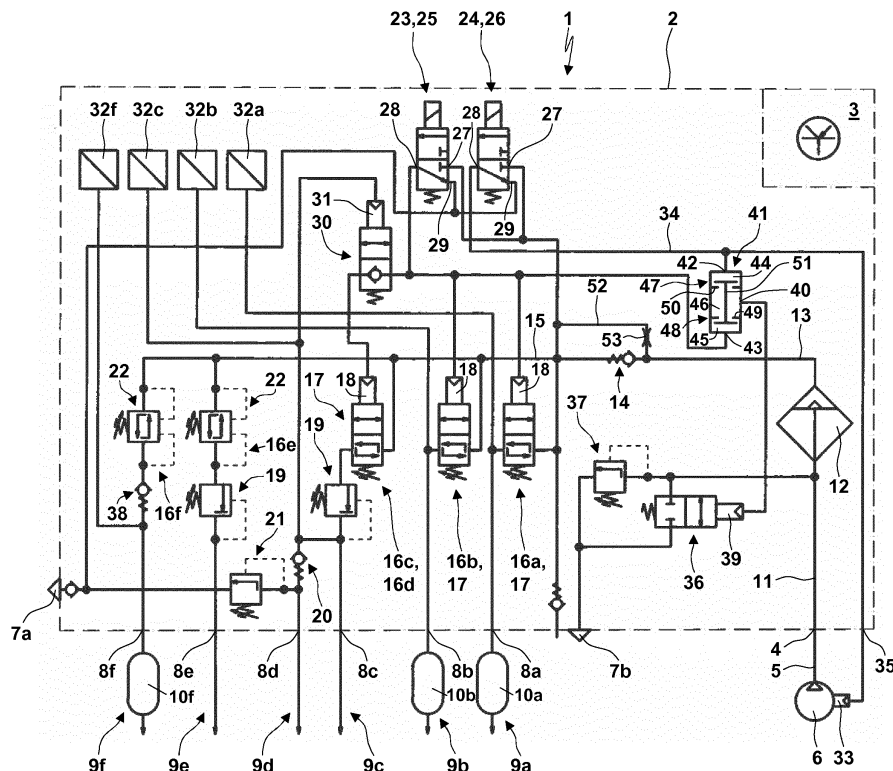 23,25 24,26 1 2
32f 32c 32b 32a 28 28 27 27 3
31 29 29 34 41
30 42 44 51
47 40
52 50 46 49
48
15 53 45 43 13
22 22 17 18 18 18 14
37
19 16e 19 12
38 16f
21 39
16c, 16b, 16a, 36
16d 17 17
11
20
7a 7b
8f 8e 8d 8c 8b 8a 4 35
5
10f 10b 10a
9f 9e 9d 9c 9b 9a 6 33